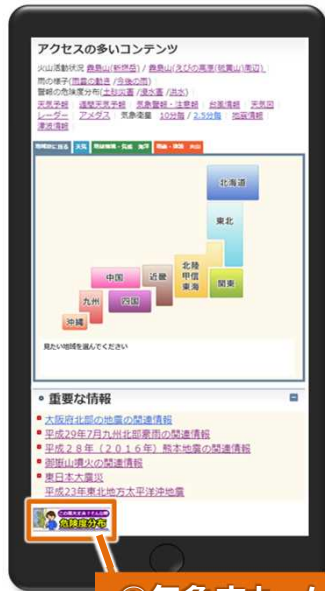 アクセスの多いコンテンツ
火山活動状況 霧島山(新燃岳) / 霧島山(えびの高原(硫黄山)周辺)
雨の様子(雨雲の動き /今後の雨)
警報の危険度分布(土砂災害 /浸水害 /洪水)
天気予報 週間天気予報 気象警報・注意報 台風情報 天気図
レーダー アメダス 気象衛星 10分毎 / 2.5分毎 地震情報
津波情報
天気
北海道
東北
北陸
甲信
東海
関東
近畿
中国
四国
九州
沖縄
見たい地域を選んでください
重要な情報
大阪府北部の地震の関連情報
平成29年7月九州北部豪雨の関連情報
平成28年(2016年)熊本地震の関連情報
御嶽山噴火の関連情報
東日本大震災
平成23年東北地方太平洋沖地震
危険度分布